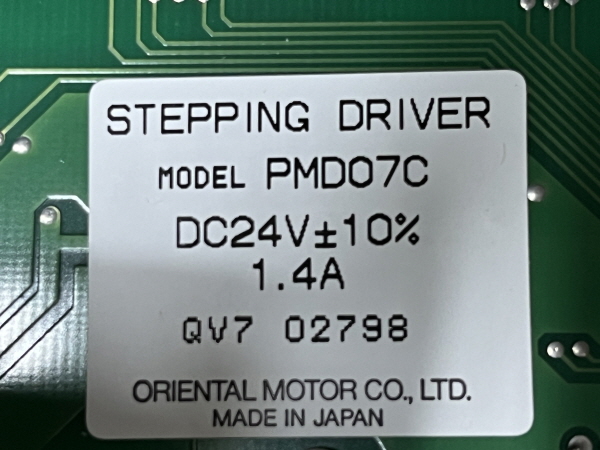 STEPPING DRIVER
MODEL PMD07C
DC24V±10%
1.4A
QV7 02798
ORIENTAL MOTOR CO., LTD.
MADE IN JAPAN